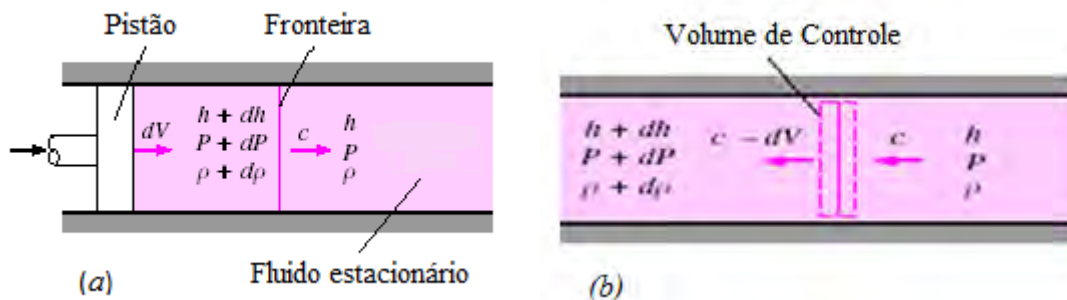 Pistão
Fronteira
dV
h + dh
P + dP
ρ + dρ
c
h
P
ρ
Fluido estacionário
(a)
Volume de Controle
h + dh
P + dP
ρ + dρ
c – dV
c
h
P
ρ
(b)